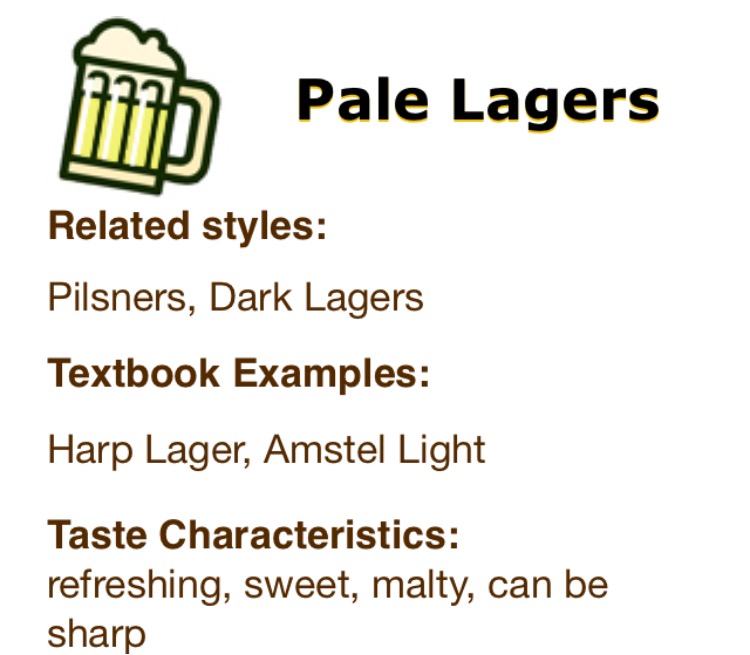 Pale Lagers
Related styles:
Pilsners, Dark Lagers
Textbook Examples:
Harp Lager, Amstel Light
Taste Characteristics:
refreshing, sweet, malty, can be
sharp